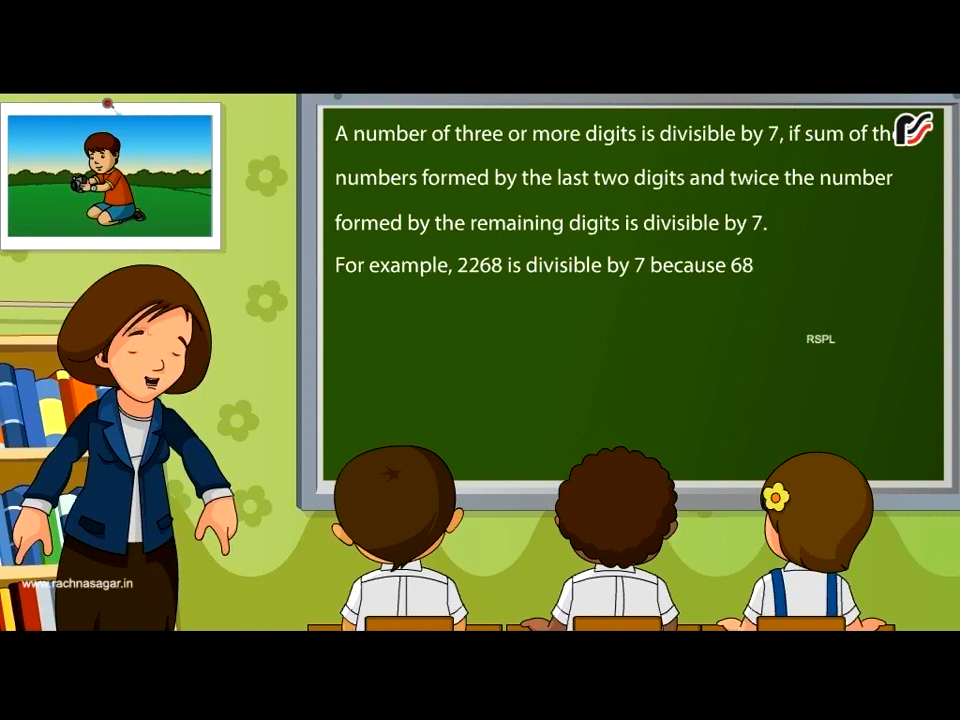 A number of three or more digits is divisible by 7, if sum of the
numbers formed by the last two digits and twice the number
formed by the remaining digits is divisible by 7.
For example, 2268 is divisible by 7 because 68
RSPL
www.rachnasagar.in